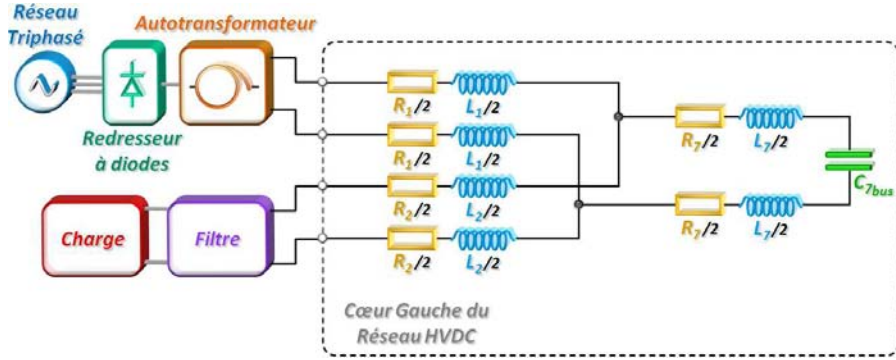 Réseau
Triphasé
Autotransformateur
Redresseur
à diodes
R₁/2
L₁/2
R₁/2
L₁/2
R₂/2
L₂/2
R₂/2
L₂/2
R₇/2
L₇/2
C₇bus
R₇/2
L₇/2
Charge
Filtre
Cœur Gauche du
Réseau HVDC